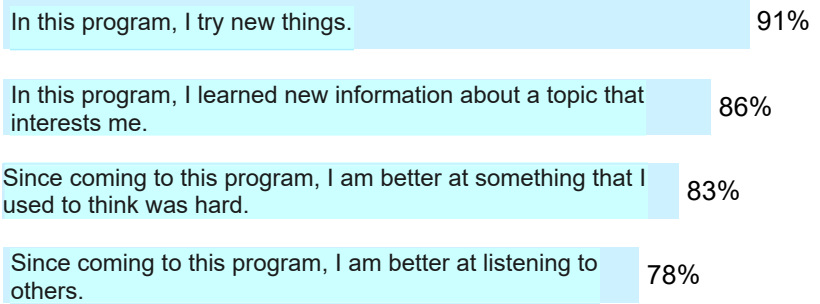 In this program, I try new things.
91%
In this program, I learned new information about a topic that
interests me.
86%
Since coming to this program, I am better at something that I
used to think was hard.
83%
Since coming to this program, I am better at listening to
others.
78%